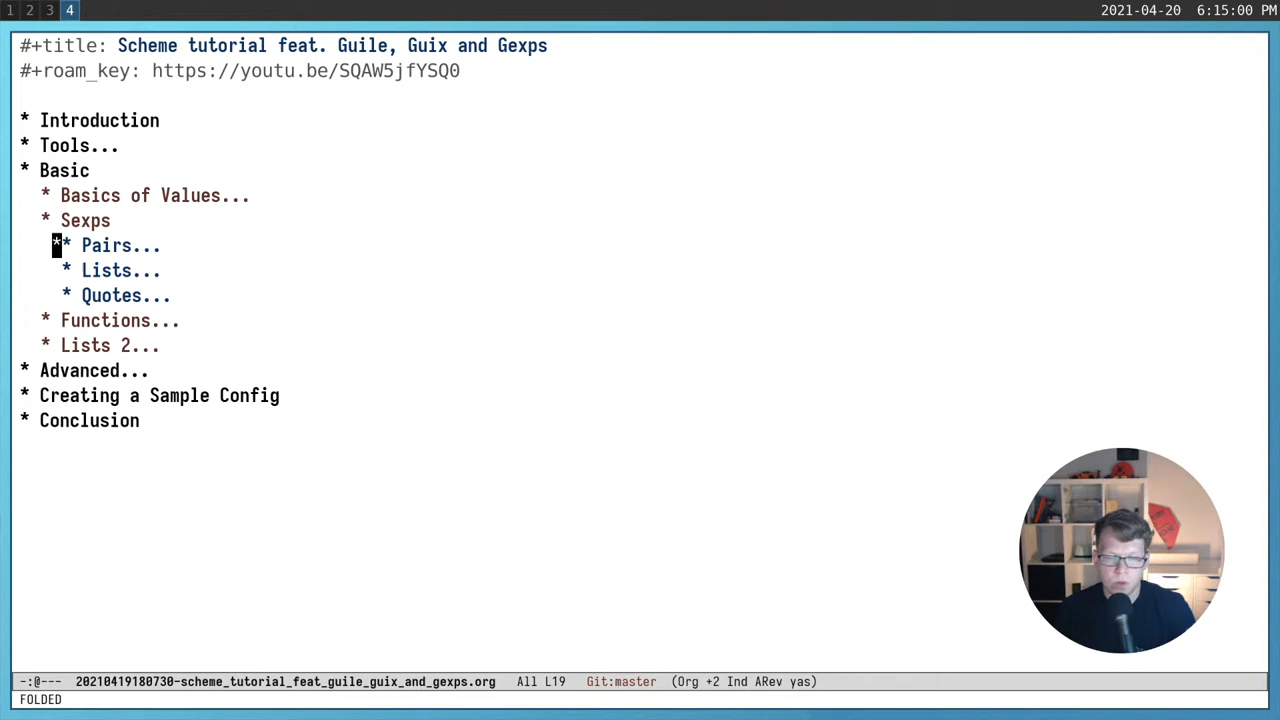 1 2 3 4
2021-04-20 6:15:00 PM
#+title: Scheme tutorial feat. Guile, Guix and Gexps
#+roam_key: https://youtu.be/SQAW5jfYSQ0
* Introduction
* Tools...
* Basic
* Basics of Values...
* Sexps
** Pairs...
* Lists...
* Quotes...
* Functions...
* Lists 2...
* Advanced...
* Creating a Sample Config
* Conclusion
-:@--- 20210419180730-scheme_tutorial_feat_guile_guix_and_gexps.org All L19 Git:master (Org +2 Ind ARev yas)
FOLDED